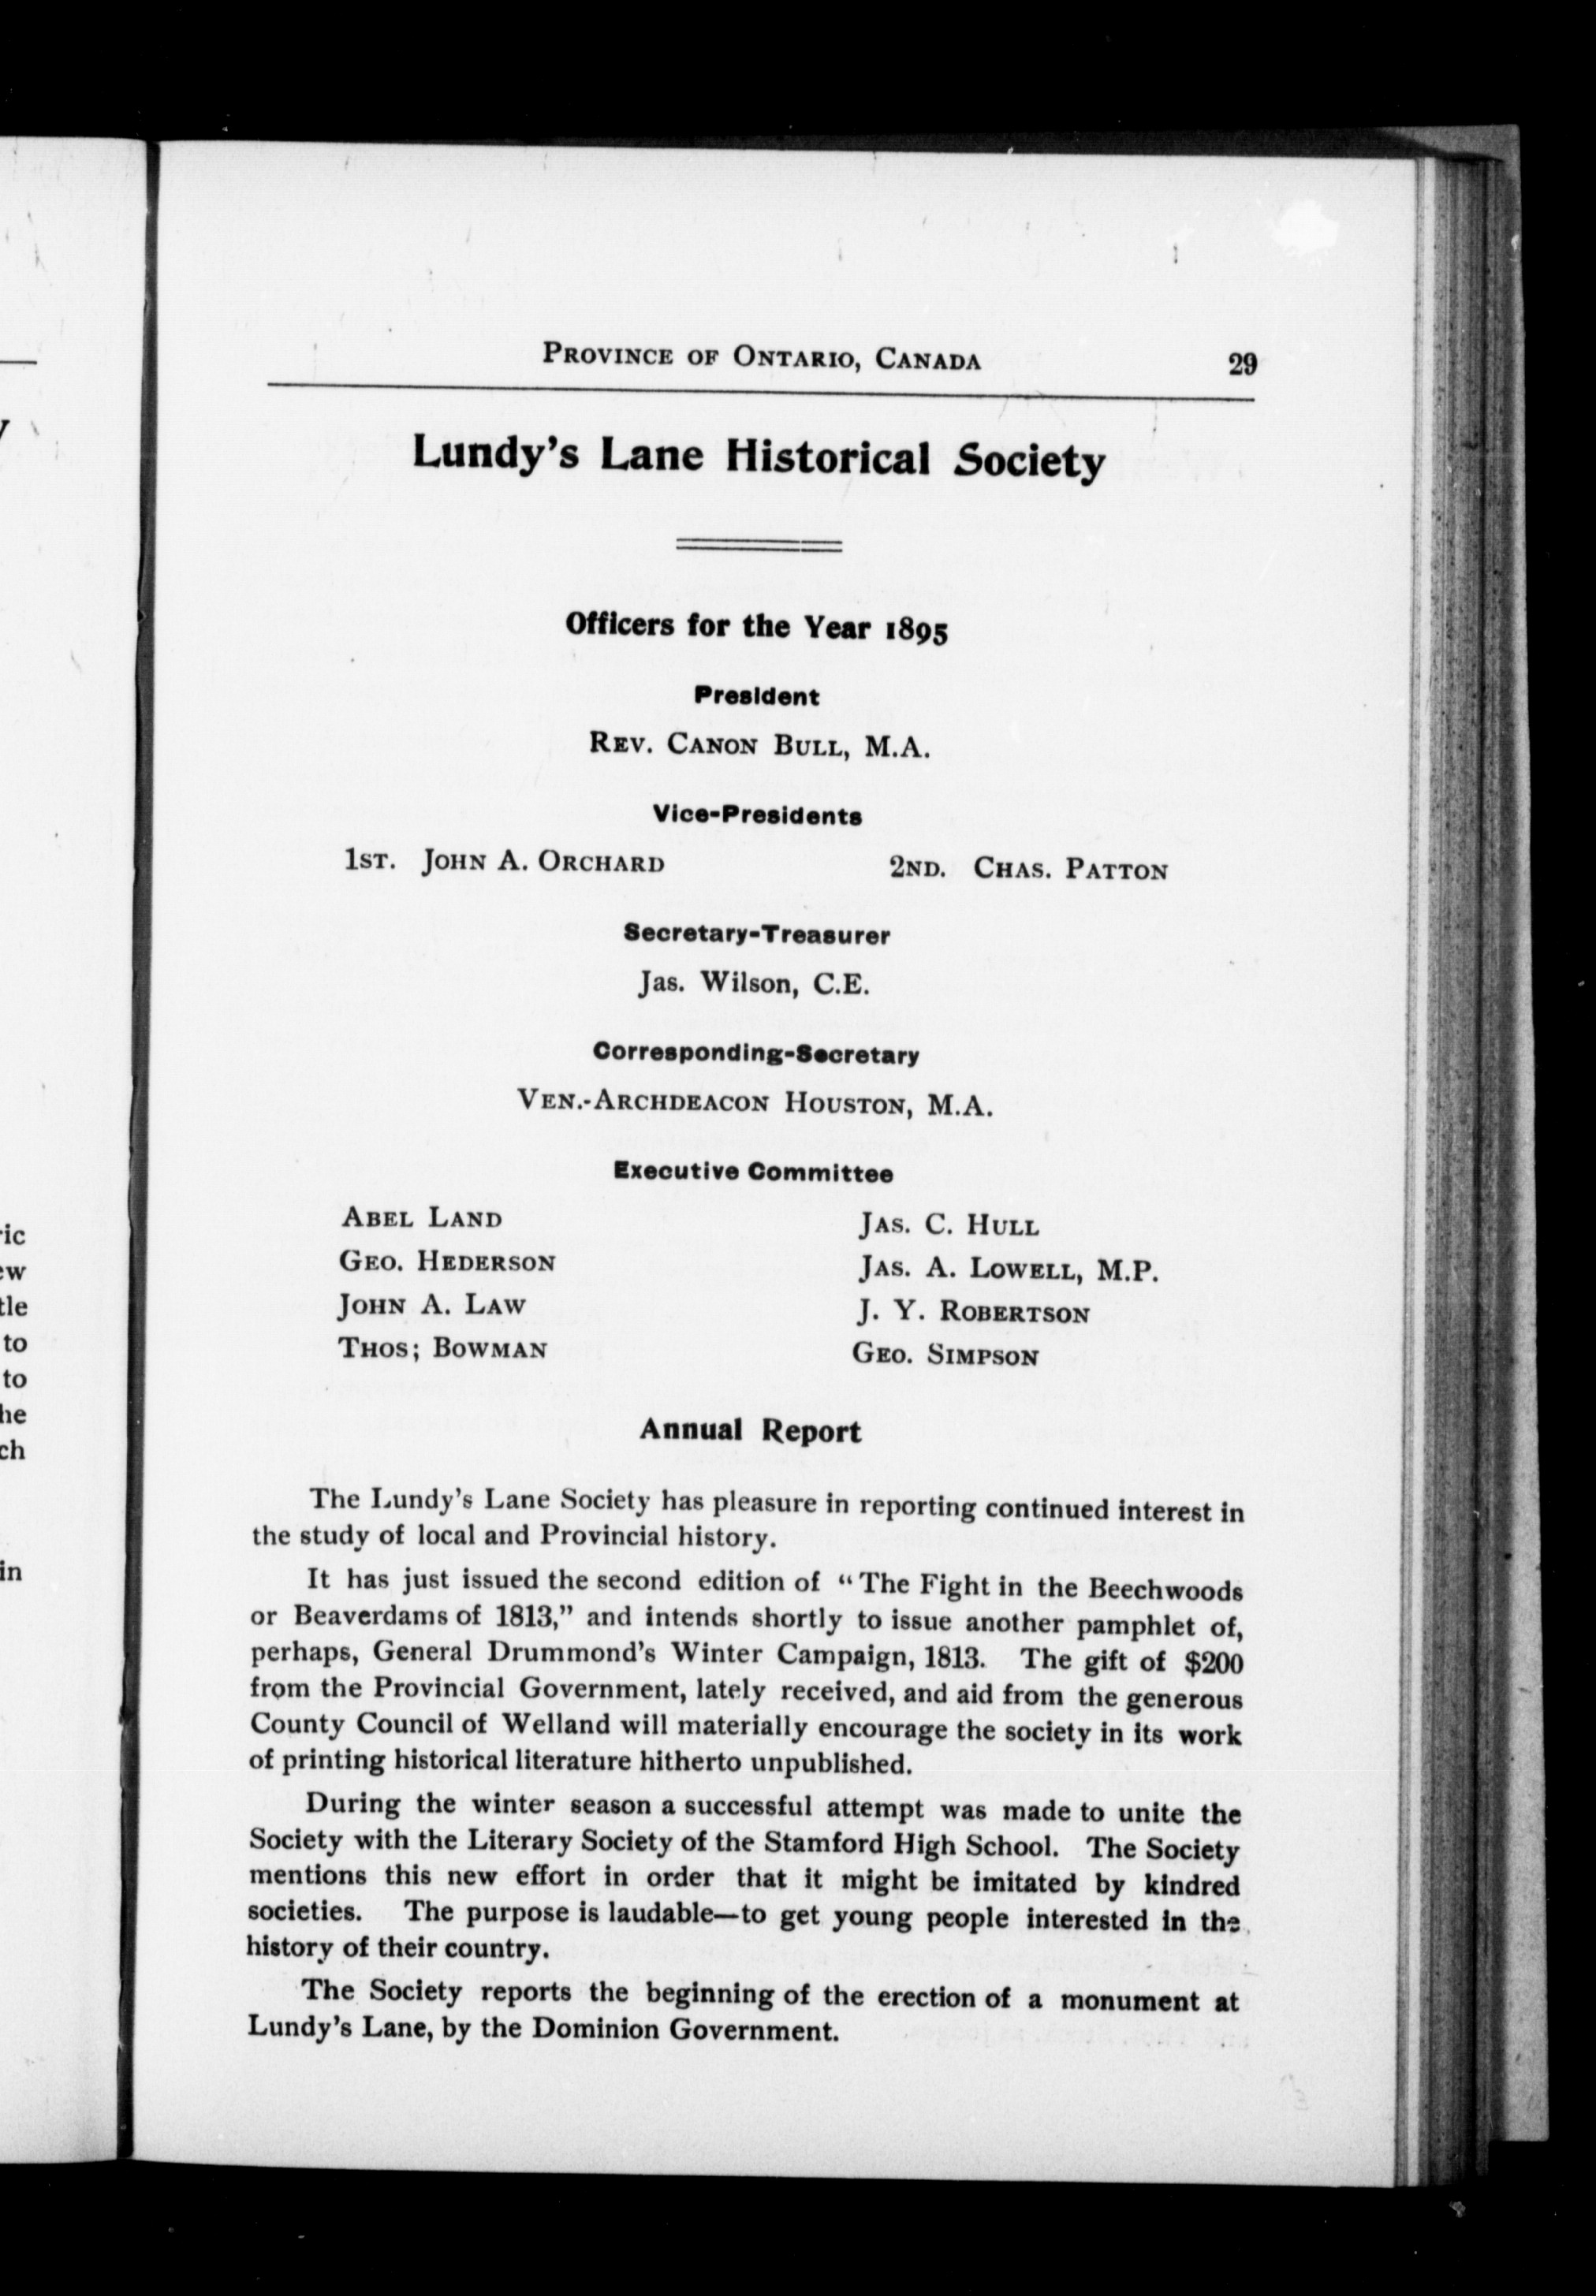 PROVINCE OF ONTARIO, CANADA 29
Lundy's Lane Historical Society
Officers for the Year 1895
President
REV. CANON BULL, M.A.
Vice-Presidents
1ST. JOHN A. ORCHARD 2ND. CHAS. PATTON
Secretary-Treasurer
Jas. Wilson, C.E.
Corresponding-Secretary
VEN.-ARCHDEACON HOUSTON, M.A.
Executive Committee
ABEL LAND JAS. C. HULL
GEO. HEDERSON JAS. A. LOWELL, M.P.
JOHN A. LAW J. Y. ROBERTSON
THOS; BOWMAN GEO. SIMPSON
Annual Report
The Lundy's Lane Society has pleasure in reporting continued interest in
the study of local and Provincial history.
It has just issued the second edition of "The Fight in the Beechwoods
or Beaverdams of 1813," and intends shortly to issue another pamphlet of,
perhaps, General Drummond's Winter Campaign, 1813. The gift of $200
from the Provincial Government, lately received, and aid from the generous
County Council of Welland will materially encourage the society in its work
of printing historical literature hitherto unpublished.
During the winter season a successful attempt was made to unite the
Society with the Literary Society of the Stamford High School. The Society
mentions this new effort in order that it might be imitated by kindred
societies. The purpose is laudable—to get young people interested in the
history of their country.
The Society reports the beginning of the erection of a monument at
Lundy's Lane, by the Dominion Government.